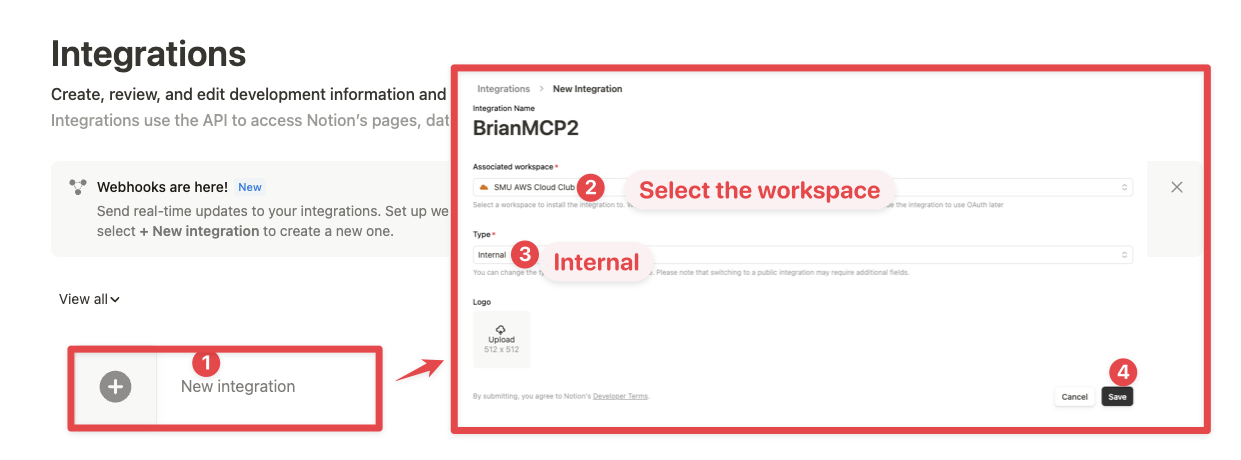 Integrations
Create, review, and edit development information and
Integrations use the API to access Notion's pages, dat
Webhooks are here! New
Send real-time updates to your integrations. Set up we
select + New integration to create a new one.
View all
1
New integration
Integrations > New Integration
Integration Name
BrianMCP2
Associated workspace *
SMU AWS Cloud Club 2 Select the workspace
Select a workspace to install the integration to. the integration to use OAuth later
Type *
Internal 3 Internal
You can change the Please note that switching to a public integration may require additional fields.
Logo
Upload
512 x 512
4
By submitting, you agree to Notion's Developer Terms.
Cancel Save